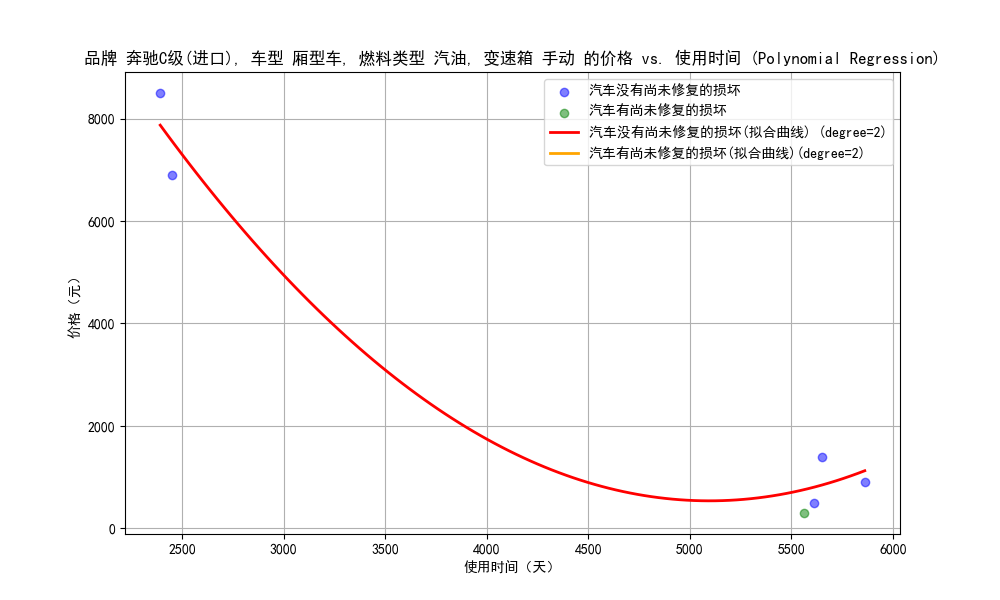 品牌 奔驰C级(进口), 车型 厢型车, 燃料类型 汽油, 变速箱 手动 的价格 vs. 使用时间 (Polynomial Regression)
汽车没有尚未修复的损坏
汽车有尚未修复的损坏
汽车没有尚未修复的损坏(拟合曲线) (degree=2)
汽车有尚未修复的损坏(拟合曲线)(degree=2)
价格（元）
8000
6000
4000
2000
0
2500 3000 3500 4000 4500 5000 5500 6000
使用时间（天）